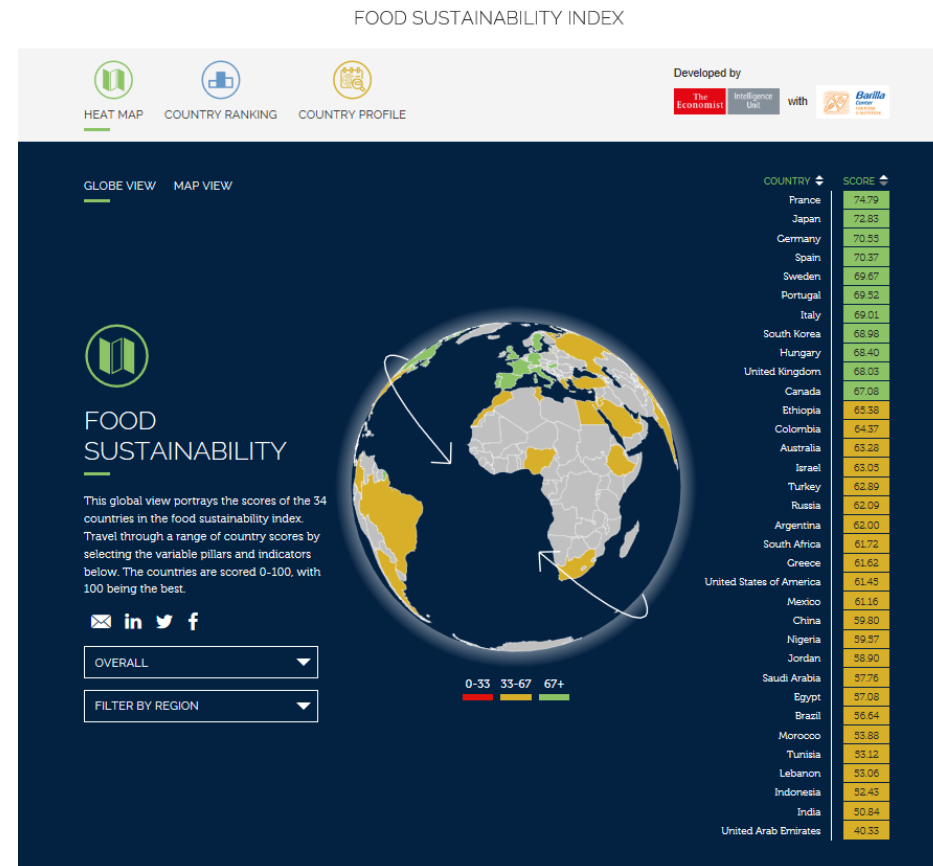 FOOD SUSTAINABILITY INDEX
HEAT MAP
COUNTRY RANKING
COUNTRY PROFILE
Developed by
The Economist
Intelligence Unit
with
Barilla
Center
GLOBE VIEW
MAP VIEW
FOOD
SUSTAINABILITY
This global view portrays the scores of the 34
countries in the food sustainability index.
Travel through a range of country scores by
selecting the variable pillars and indicators
below. The countries are scored 0-100, with
100 being the best.
OVERALL
FILTER BY REGION
0-33 33-67 67+
COUNTRY SCORE
France 74.79
Japan 72.83
Germany 70.55
Spain 70.37
Sweden 69.67
Portugal 69.52
Italy 69.01
South Korea 68.98
Hungary 68.40
United Kingdom 68.03
Canada 67.08
Ethiopia 65.38
Colombia 64.37
Australia 63.28
Israel 63.05
Turkey 62.89
Russia 62.09
Argentina 62.00
South Africa 61.72
Greece 61.62
United States of America 61.45
Mexico 61.16
China 59.80
Nigeria 59.57
Jordan 58.90
Saudi Arabia 57.76
Egypt 57.08
Brazil 56.64
Morocco 53.88
Tunisia 53.12
Lebanon 53.06
Indonesia 52.43
India 50.84
United Arab Emirates 40.33